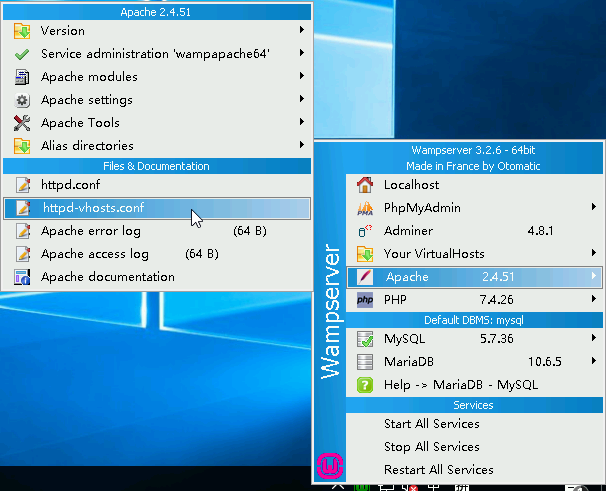 Apache 2.4.51
Version
Service administration 'wampapache64'
Apache modules
Apache settings
Apache Tools
Alias directories
Files & Documentation
httpd.conf
httpd-vhosts.conf
Apache error log (64 B)
Apache access log (64 B)
Apache documentation
Wampserver
Wampserver 3.2.6 - 64bit
Made in France by Otomatic
Localhost
PMA PhpMyAdmin
Adminer 4.8.1
Your VirtualHosts
Apache 2.4.51
php PHP 7.4.26
Default DBMS: mysql
MySQL 5.7.36
MariaDB 10.6.5
Help -> MariaDB - MySQL
Services
Start All Services
Stop All Services
Restart All Services